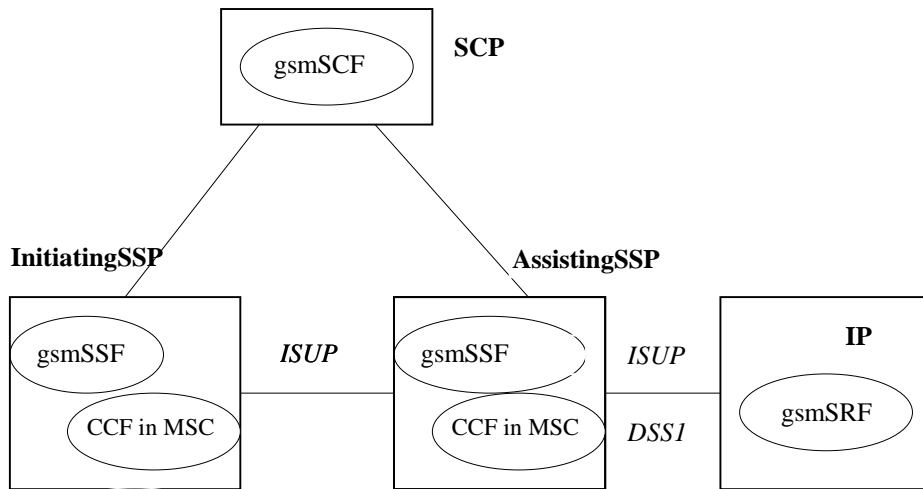 SCP
gsmSCF
InitiatingSSP
AssistingSSP
gsmSSF
CCF in MSC
ISUP
gsmSSF
CCF in MSC
ISUP
DSS1
IP
gsmSRF